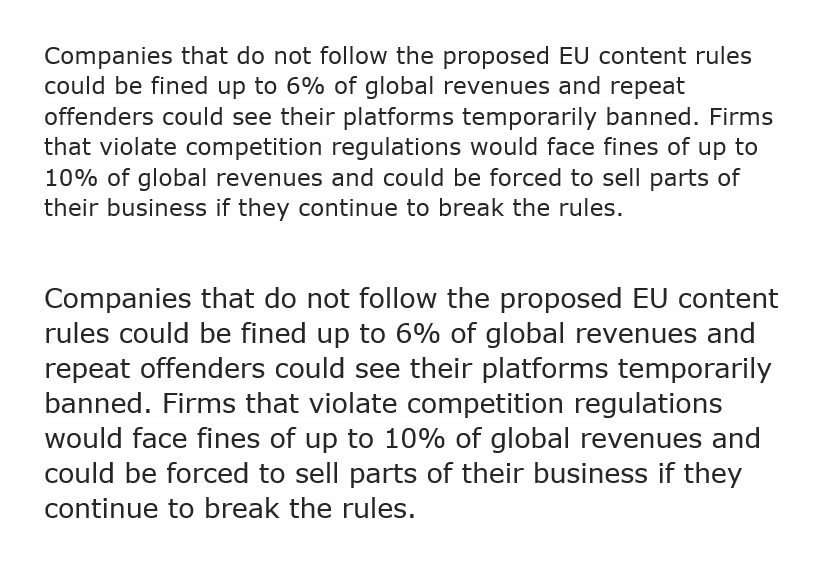 Companies that do not follow the proposed EU content rules
could be fined up to 6% of global revenues and repeat
offenders could see their platforms temporarily banned. Firms
that violate competition regulations would face fines of up to
10% of global revenues and could be forced to sell parts of
their business if they continue to break the rules.
Companies that do not follow the proposed EU content
rules could be fined up to 6% of global revenues and
repeat offenders could see their platforms temporarily
banned. Firms that violate competition regulations
would face fines of up to 10% of global revenues and
could be forced to sell parts of their business if they
continue to break the rules.